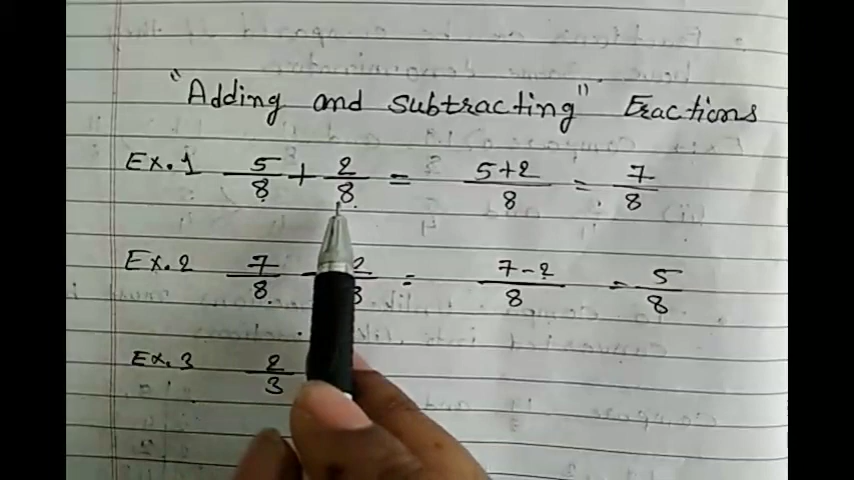 "Adding and subtracting" Fractions
Ex.1 5/8 + 2/8 = 5+2/8 = 7/8
Ex.2 7/8 - 2/ = 7-2/8 = 5/8
Ex.3 2/3